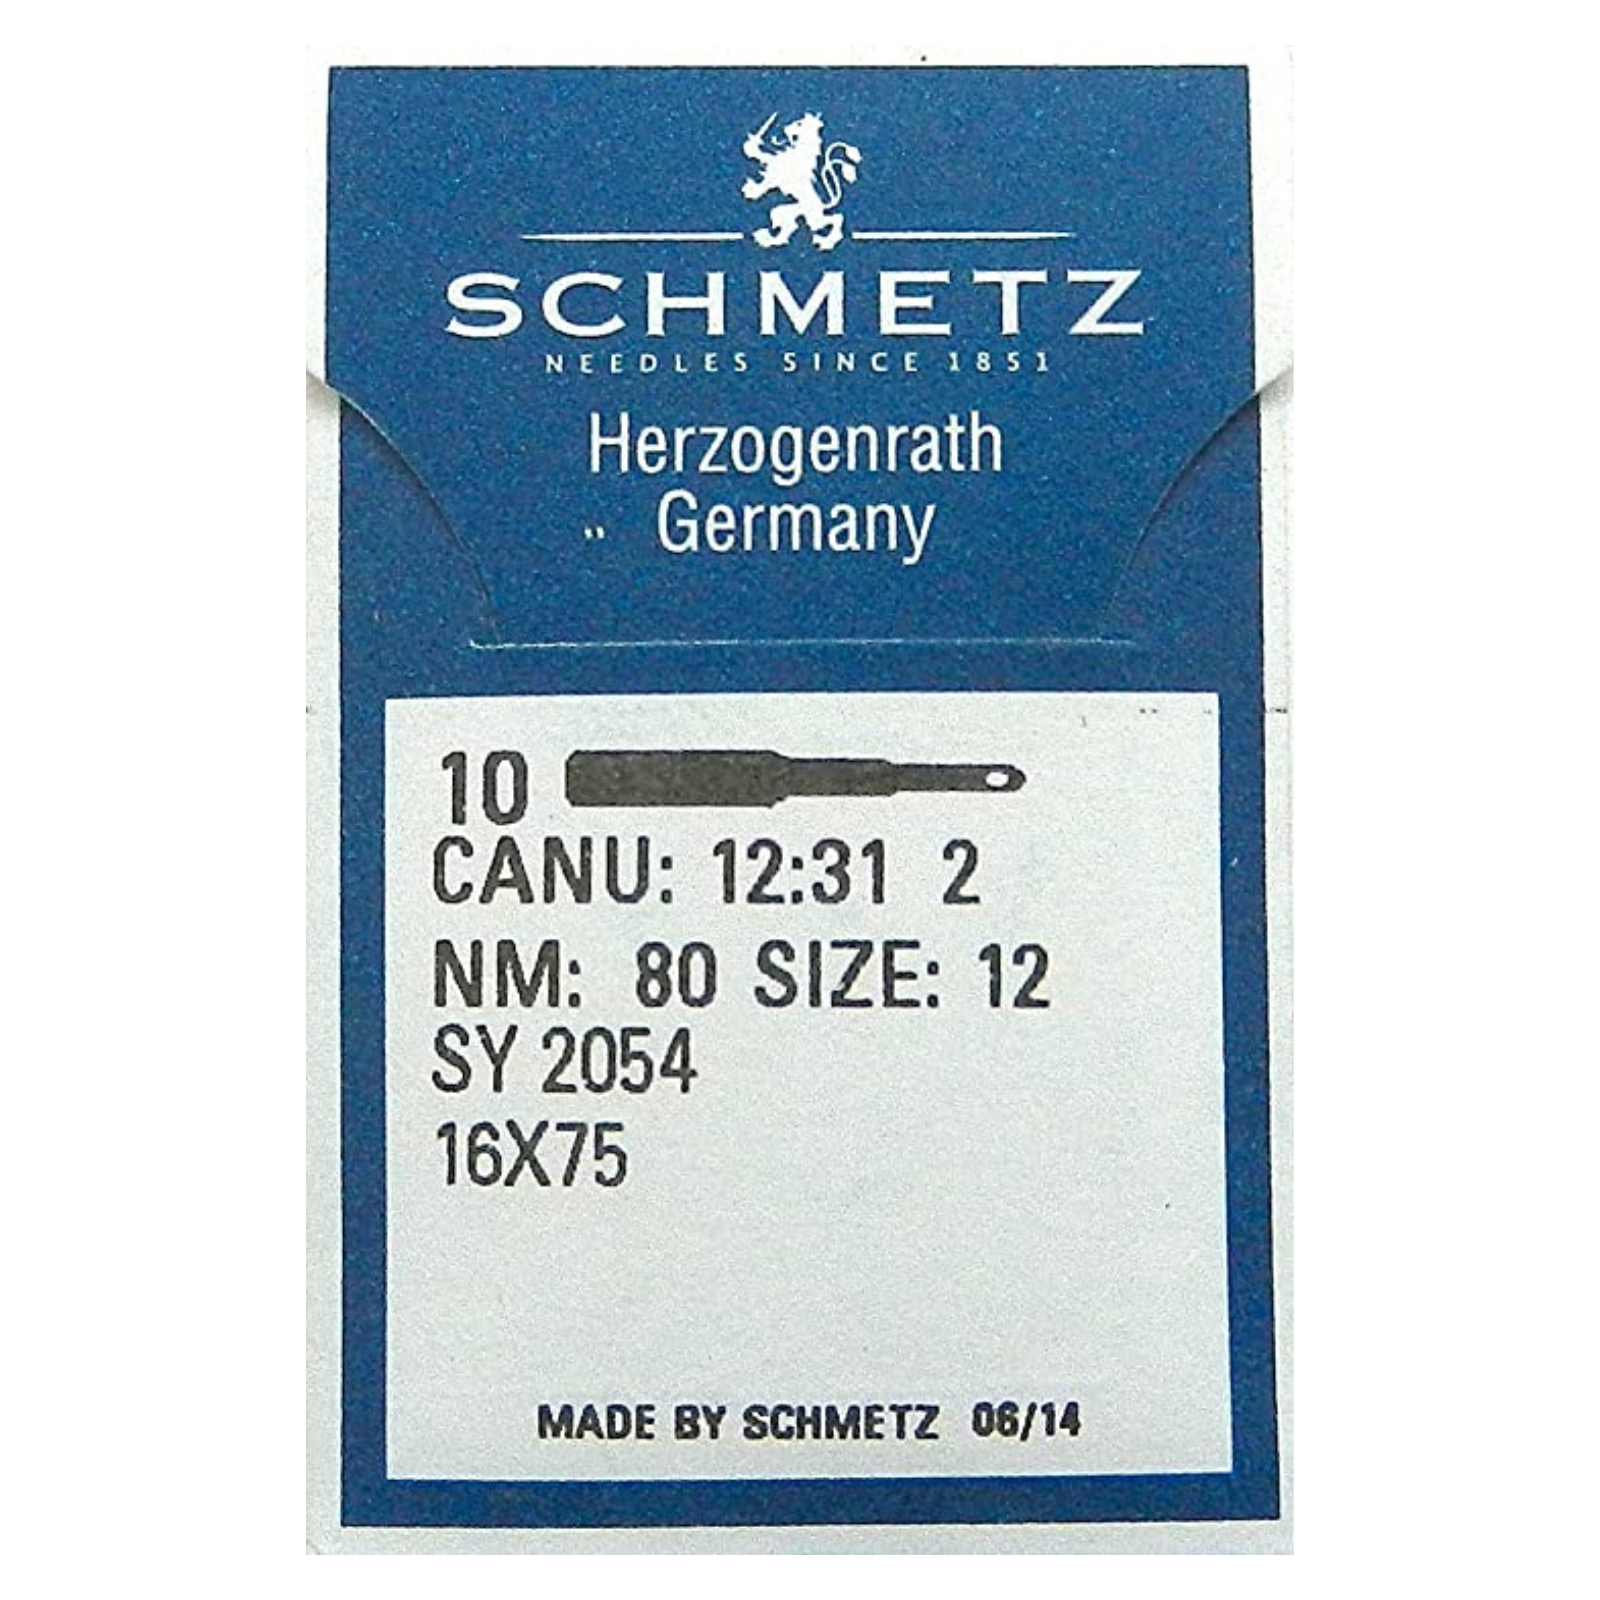 SCHMETZ
NEEDLES SINCE 1851
Herzogenrath
Germany
10
CANU: 12:31 2
NM: 80 SIZE: 12
SY 2054
16X75
MADE BY SCHMETZ 06/14